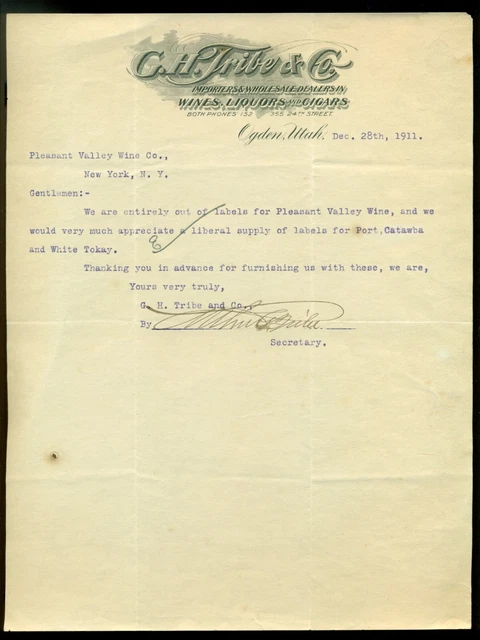 G.H. Tribe & Co.
IMPORTERS & WHOLESALE DEALERS IN
WINES, LIQUORS AND CIGARS
BOTH PHONES 152 355 24TH STREET.
Ogden, Utah, Dec. 28th, 1911.
Pleasant Valley Wine Co.,
New York, N. Y.
Gentlemen:-
We are entirely out of labels for Pleasant Valley Wine, and we
would very much appreciate a liberal supply of labels for Port,Catawba
and White Tokay.
Thanking you in advance for furnishing us with these, we are,
Yours very truly,
G. H. Tribe and Co.
By
Secretary.